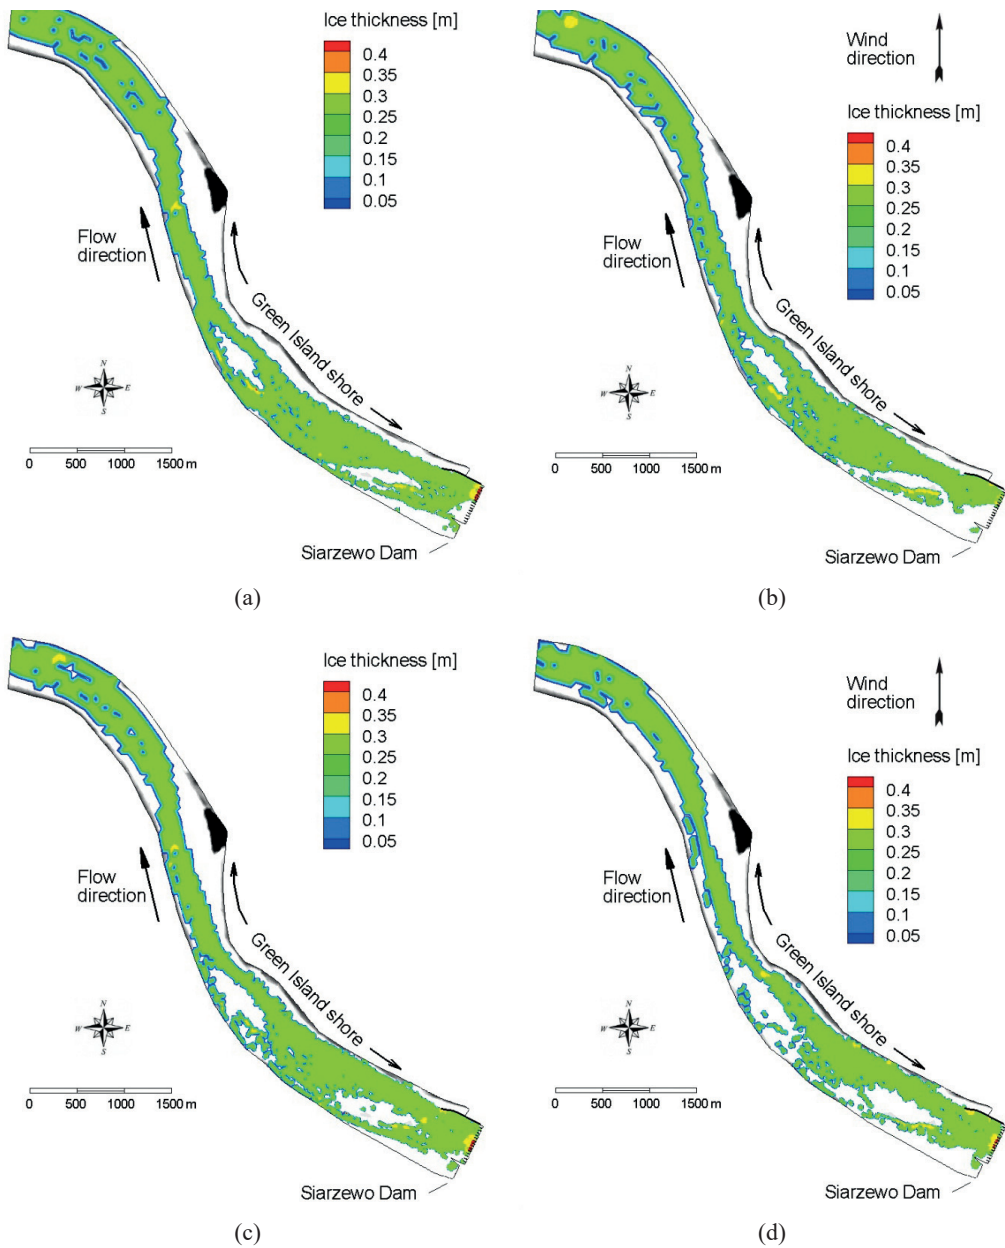 Ice thickness [m]
0.4
0.35
0.3
0.25
0.2
0.15
0.1
0.05
Flow
direction
Green Island shore
N
W E
S
0 500 1000 1500 m
Siarzewo Dam
(a)
Wind
direction
Ice thickness [m]
0.4
0.35
0.3
0.25
0.2
0.15
0.1
0.05
Flow
direction
Green Island shore
N
W E
S
0 500 1000 1500 m
Siarzewo Dam
(b)
Ice thickness [m]
0.4
0.35
0.3
0.25
0.2
0.15
0.1
0.05
Flow
direction
Green Island shore
N
W E
S
0 500 1000 1500 m
Siarzewo Dam
(c)
Wind
direction
Ice thickness [m]
0.4
0.35
0.3
0.25
0.2
0.15
0.1
0.05
Flow
direction
Green Island shore
N
W E
S
0 500 1000 1500 m
Siarzewo Dam
(d)